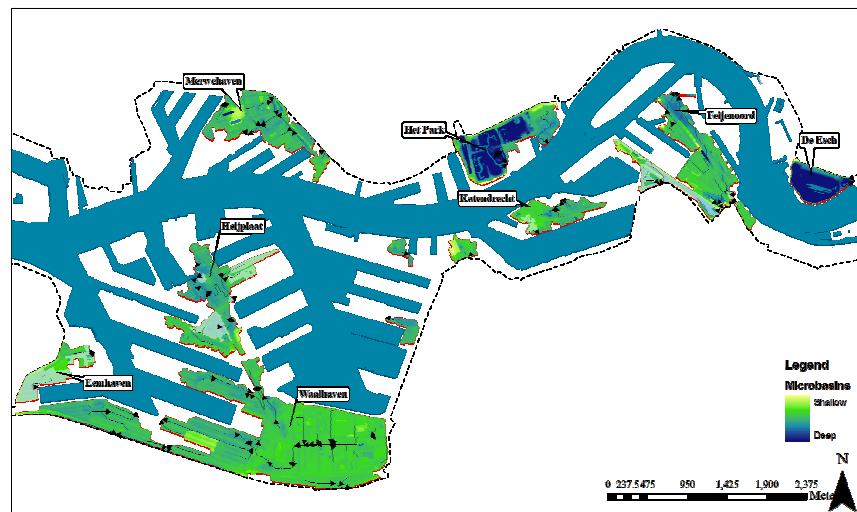 Merwehaven
Het Park
Feijenoord
De Esch
Katendrecht
Heijplaat
Eemhaven
Waalhaven
Legend
Microbasins
Shallow
Deep
N
0 237.5475 950 1,425 1,900 2,375
Mete